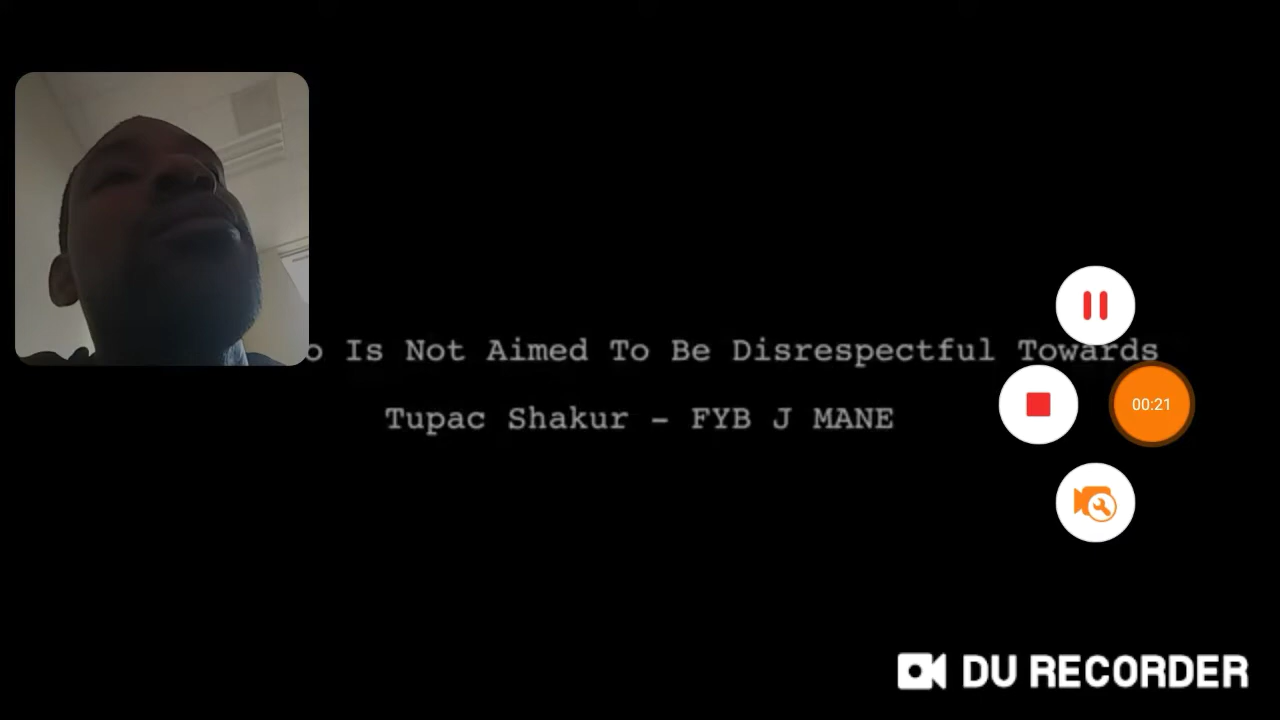 Is Not Aimed To Be Disrespectful Towards
Tupac Shakur - FYB J MANE
00:21
DU RECORDER